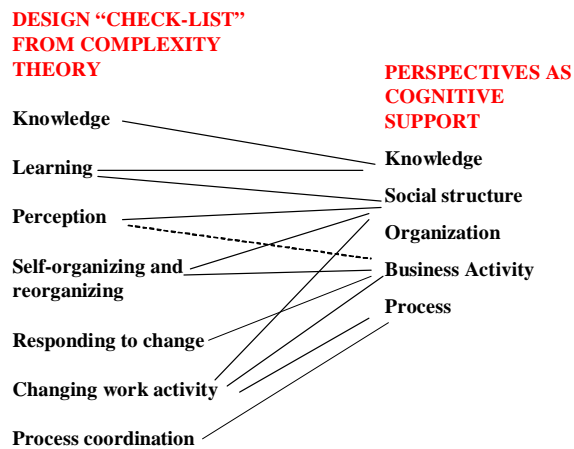 DESIGN “CHECK-LIST”
FROM COMPLEXITY
THEORY
Knowledge
Learning
Perception
Self-organizing and
reorganizing
Responding to change
Changing work activity
Process coordination
PERSPECTIVES AS
COGNITIVE
SUPPORT
Knowledge
Social structure
Organization
Business Activity
Process